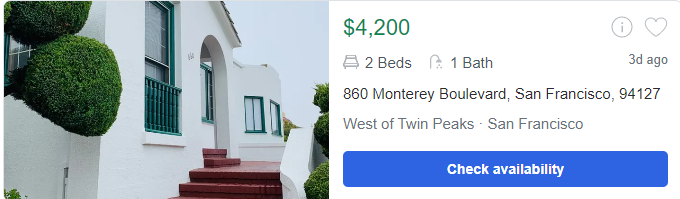 $4,200
2 Beds 1 Bath 3d ago
860 Monterey Boulevard, San Francisco, 94127
West of Twin Peaks · San Francisco
Check availability